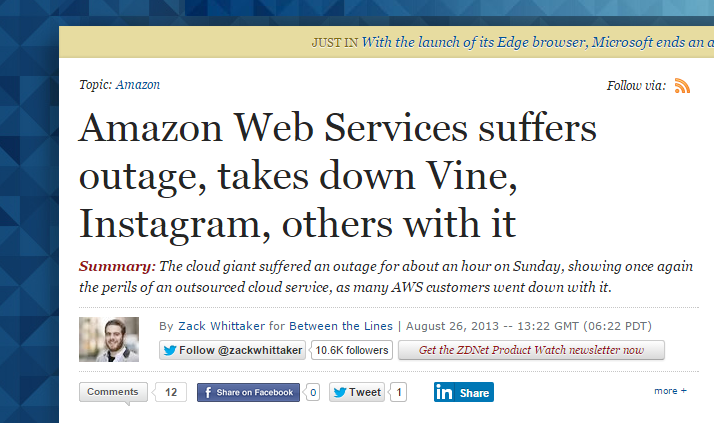 JUST IN With the launch of its Edge browser, Microsoft ends an a
Topic: Amazon
Follow via:
Amazon Web Services suffers
outage, takes down Vine,
Instagram, others with it
Summary: The cloud giant suffered an outage for about an hour on Sunday, showing once again
the perils of an outsourced cloud service, as many AWS customers went down with it.
By Zack Whittaker for Between the Lines | August 26, 2013 -- 13:22 GMT (06:22 PDT)
Follow @zackwhittaker 10.6K followers Get the ZDNet Product Watch newsletter now
Comments 12 f Share on Facebook 0 Tweet 1 in Share more +